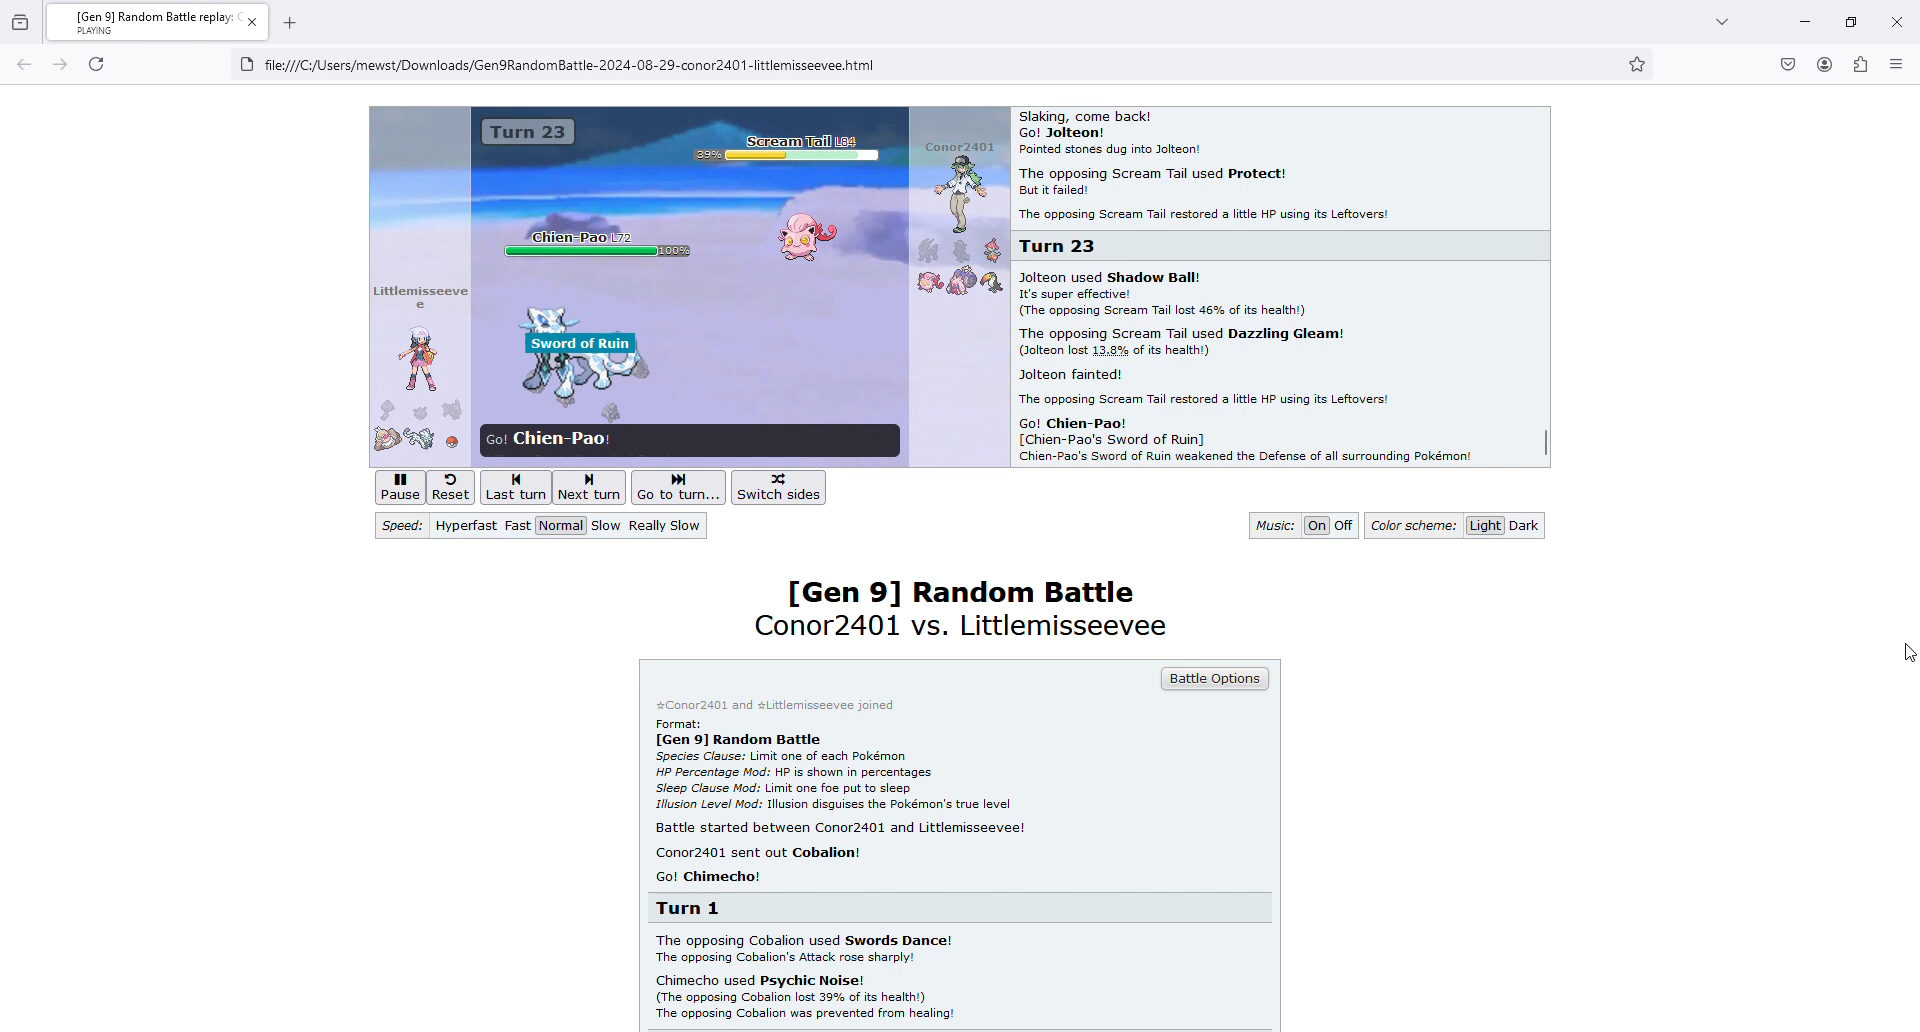 [Gen 9] Random Battle replay: C
PLAYING
file:///C:/Users/mewst/Downloads/Gen9RandomBattle-2024-08-29-conor2401-littlemisseevee.html
Turn 23
Scream Tail L84
39%
Chien-Pao L72
100%
Sword of Ruin
Go! Chien-Pao!
Littlemisseeve
e
Conor2401
Slaking, come back!
Go! Jolteon!
Pointed stones dug into Jolteon!
The opposing Scream Tail used Protect!
But it failed!
The opposing Scream Tail restored a little HP using its Leftovers!
Turn 23
Jolteon used Shadow Ball!
It's super effective!
(The opposing Scream Tail lost 46% of its health!)
The opposing Scream Tail used Dazzling Gleam!
(Jolteon lost 13.8% of its health!)
Jolteon fainted!
The opposing Scream Tail restored a little HP using its Leftovers!
Go! Chien-Pao!
[Chien-Pao's Sword of Ruin]
Chien-Pao's Sword of Ruin weakened the Defense of all surrounding Pokémon!
Pause Reset Last turn Next turn Go to turn... Switch sides
Speed: Hyperfast Fast Normal Slow Really Slow
Music: On Off Color scheme: Light Dark
[Gen 9] Random Battle
Conor2401 vs. Littlemisseevee
Battle Options
☆Conor2401 and ☆Littlemisseevee joined
Format:
[Gen 9] Random Battle
Species Clause: Limit one of each Pokémon
HP Percentage Mod: HP is shown in percentages
Sleep Clause Mod: Limit one foe put to sleep
Illusion Level Mod: Illusion disguises the Pokémon's true level
Battle started between Conor2401 and Littlemisseevee!
Conor2401 sent out Cobalion!
Go! Chimecho!
Turn 1
The opposing Cobalion used Swords Dance!
The opposing Cobalion's Attack rose sharply!
Chimecho used Psychic Noise!
(The opposing Cobalion lost 39% of its health!)
The opposing Cobalion was prevented from healing!